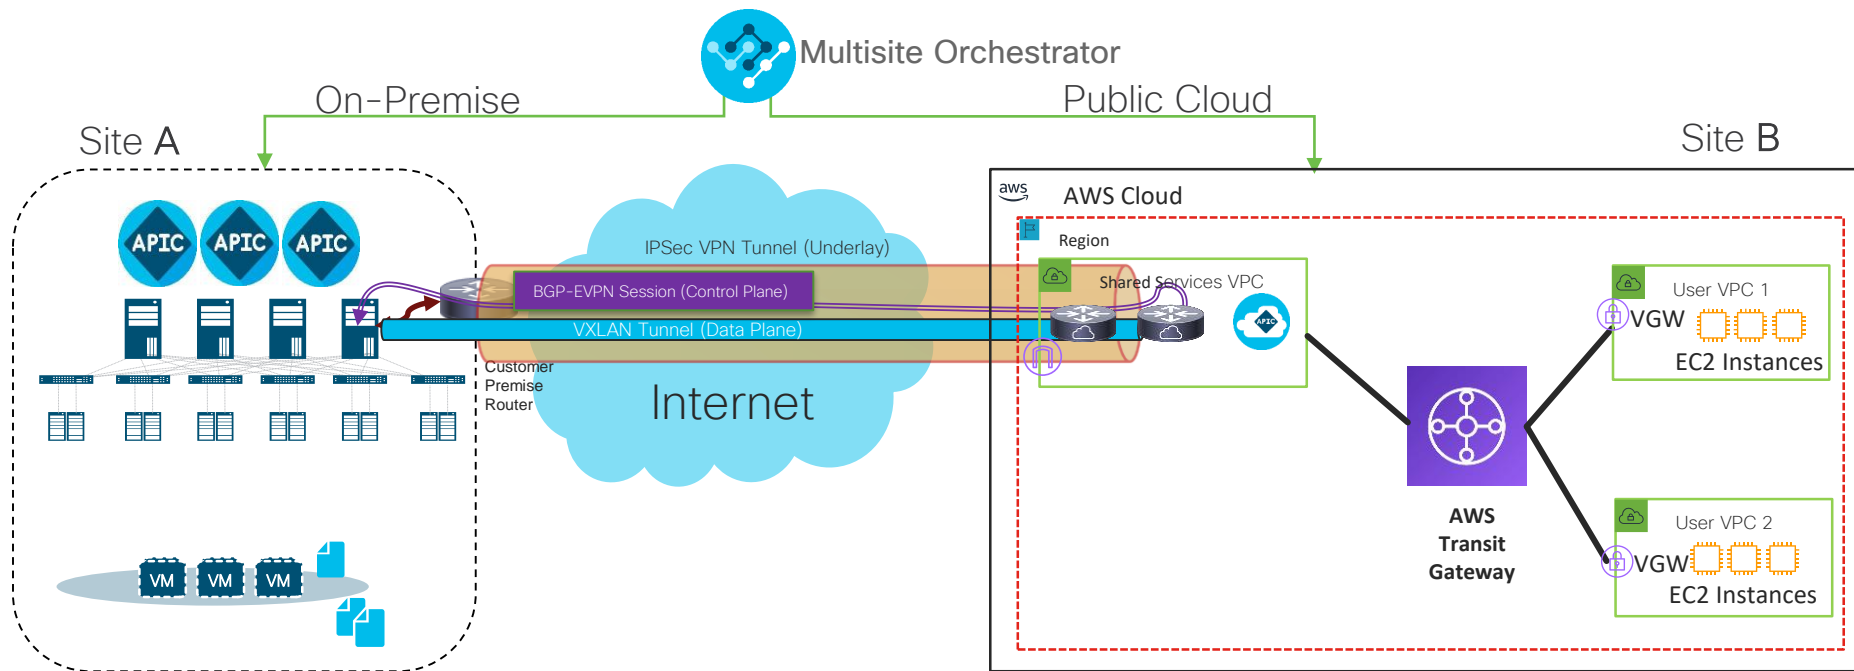 Multisite Orchestrator
On-Premise
Public Cloud
Site A
Site B
APIC
APIC
APIC
aws
AWS Cloud
Region
IPSec VPN Tunnel (Underlay)
BGP-EVPN Session (Control Plane)
VXLAN Tunnel (Data Plane)
Shared Services VPC
APIC
Customer
Premise
Router
Internet
User VPC 1
VGW
EC2 Instances
AWS
Transit
Gateway
User VPC 2
VGW
EC2 Instances
VM
VM
VM